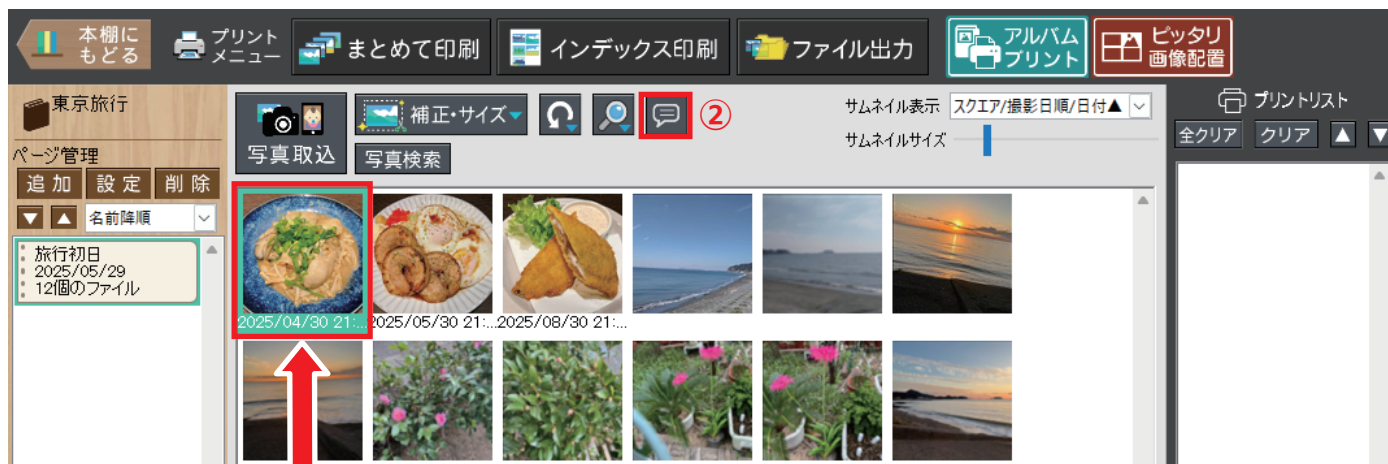 本棚に
もどる
プリント
メニュー
まとめて印刷
インデックス印刷
ファイル出力
アルバム
プリント
ピッタリ
画像配置
東京旅行
ページ管理
追加 設定 削除
▼ ▲ 名前降順
旅行初日
2025/05/29
12個のファイル
写真取込
補正・サイズ▼
写真検索
②
サムネイル表示 スクエア/撮影日順/日付▲
サムネイルサイズ
2025/04/30 21:... 2025/05/30 21:... 2025/08/30 21:...
プリントリスト
全クリア クリア ▲ ▼